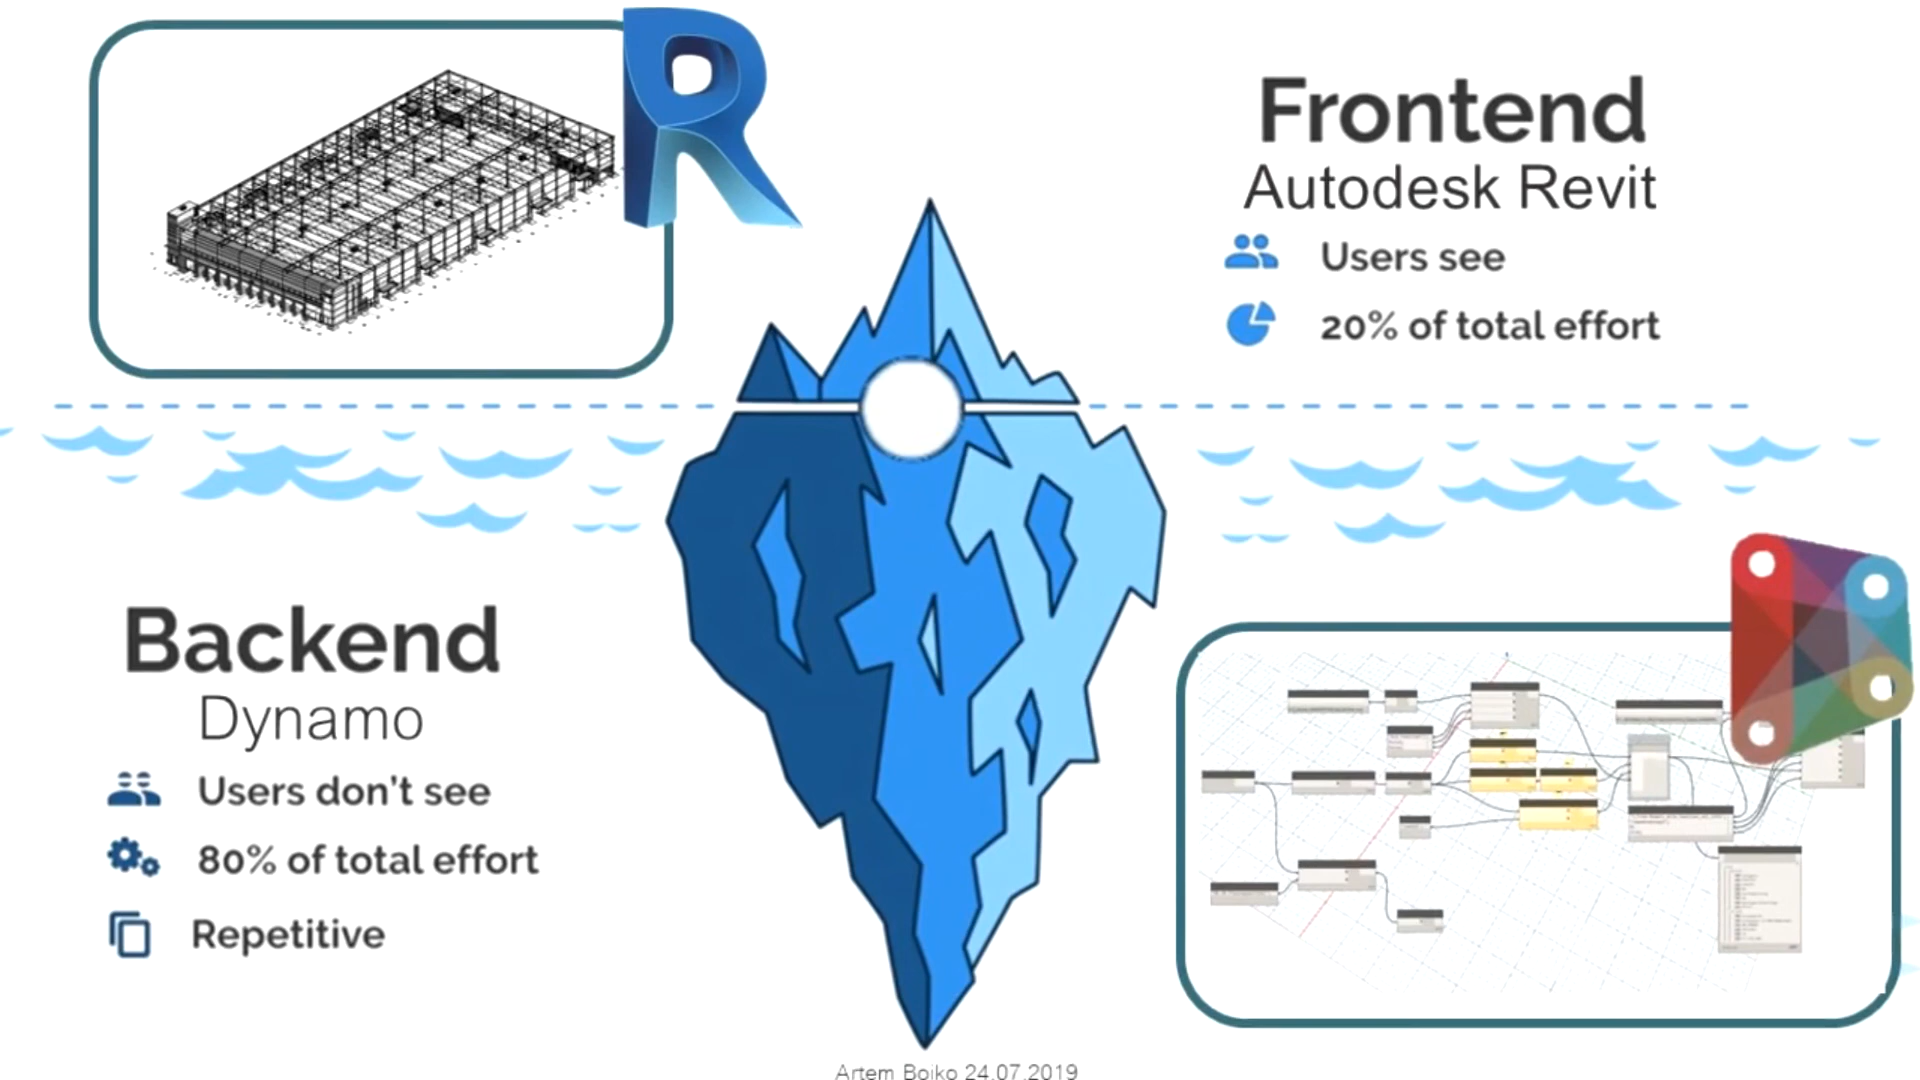 R
Frontend
Autodesk Revit
Users see
20% of total effort
Backend
Dynamo
Users don't see
80% of total effort
Repetitive
Artem Boiko 24.07.2019